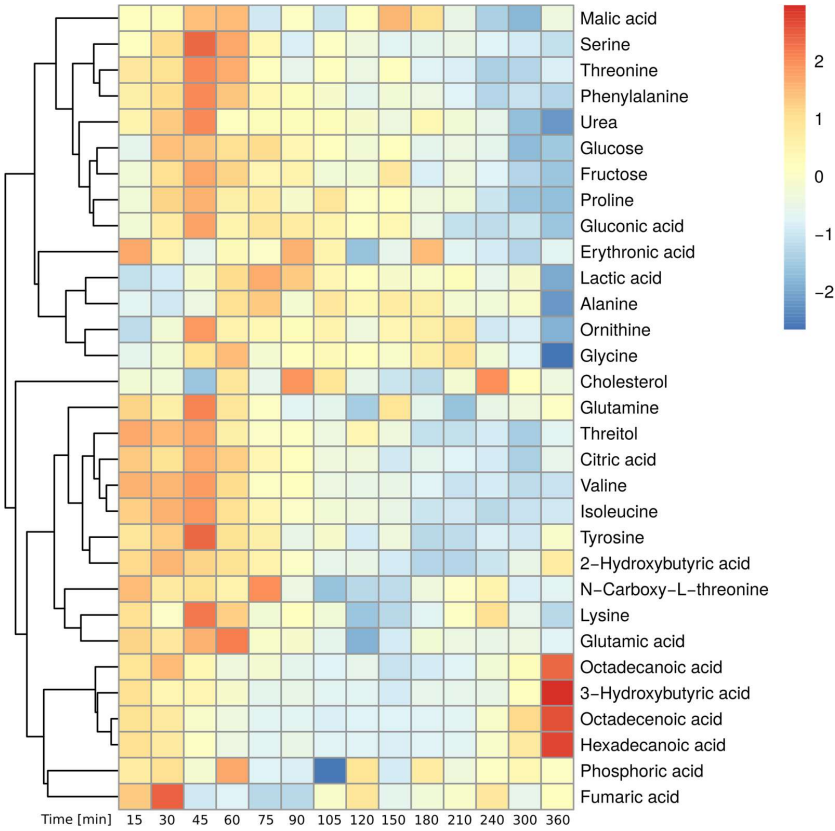 Malic acid
Serine
Threonine
Phenylalanine
Urea
Glucose
Fructose
Proline
Gluconic acid
Erythronic acid
Lactic acid
Alanine
Ornithine
Glycine
Cholesterol
Glutamine
Threitol
Citric acid
Valine
Isoleucine
Tyrosine
2−Hydroxybutyric acid
N−Carboxy−L−threonine
Lysine
Glutamic acid
Octadecanoic acid
3−Hydroxybutyric acid
Octadecenoic acid
Hexadecanoic acid
Phosphoric acid
Fumaric acid
Time [min] 15 30 45 60 75 90 105 120 150 180 210 240 300 360
2
1
0
−1
−2